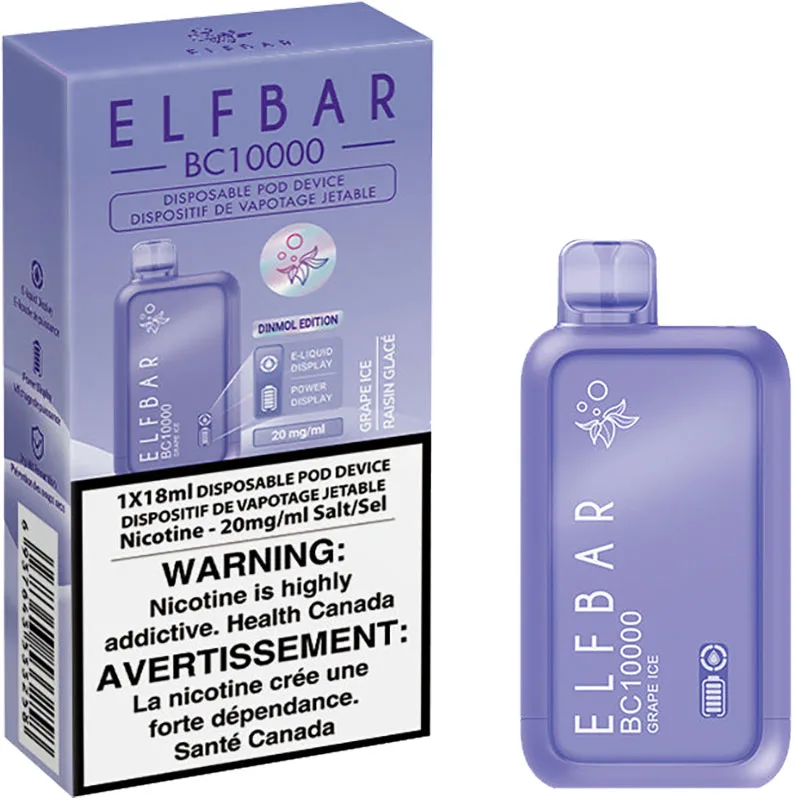 ELFBAR
ELFBAR
BC10000
DISPOSABLE POD DEVICE
DISPOSITIF DE VAPOTAGE JETABLE
DINMOL EDITION
E-LIQUID
DISPLAY
POWER
DISPLAY
20 mg/ml
GRAPE ICE
RAISIN GLACÉ
ELFBAR
BC10000
GRAPE ICE
E-liquid Display
1X18ml DISPOSABLE POD DEVICE
DISPOSITIF DE VAPOTAGE JETABLE
Nicotine - 20mg/ml Salt/Sel
WARNING:
Nicotine is highly
addictive. Health Canada
AVERTISSEMENT:
La nicotine crée une
forte dépendance.
Santé Canada
ELFBAR
BC10000
GRAPE ICE